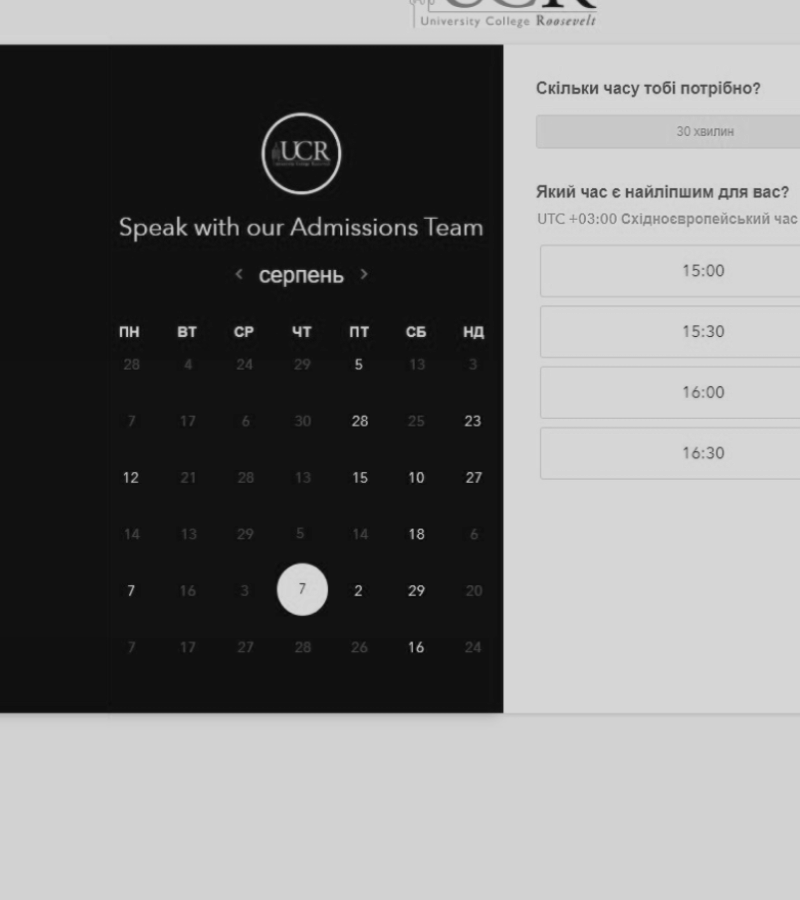 University College Roosevelt
UCR
Speak with our Admissions Team
‹ серпень ›
ПН ВТ СР ЧТ ПТ СБ НД
28 4 24 29 5 13 3
7 17 6 30 28 25 23
12 21 28 13 15 10 27
14 13 29 5 14 18 6
7 16 3 7 2 29 20
7 17 27 28 26 16 24
Скільки часу тобі потрібно?
30 хвилин
Який час є найліпшим для вас?
UTC +03:00 Східноєвропейський час
15:00
15:30
16:00
16:30